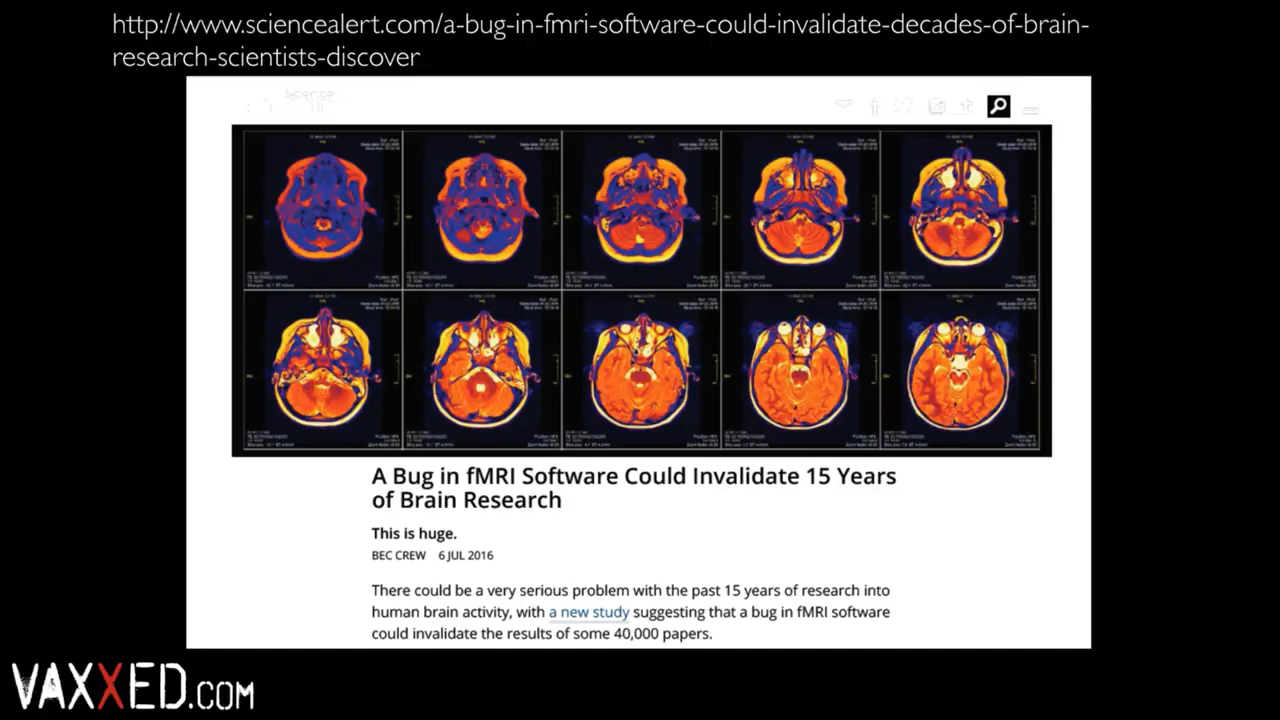 http://www.sciencealert.com/a-bug-in-fmri-software-could-invalidate-decades-of-brain-
research-scientists-discover
Science
A Bug in fMRI Software Could Invalidate 15 Years
of Brain Research
This is huge.
BEC CREW 6 JUL 2016
There could be a very serious problem with the past 15 years of research into
human brain activity, with a new study suggesting that a bug in fMRI software
could invalidate the results of some 40,000 papers.
VAXXED.COM